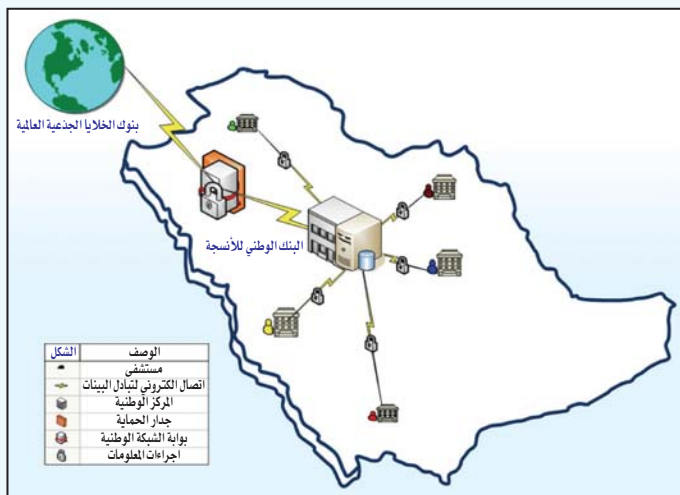 بنوك الخلايا الجذعية العالمية
البنك الوطني للأنسجة
الشكل الوصف
مستشفى
اتصال الكتروني لتبادل البينات
المركز الوطنية
جدار الحماية
بوابة الشبكة الوطنية
اجراءات المعلومات